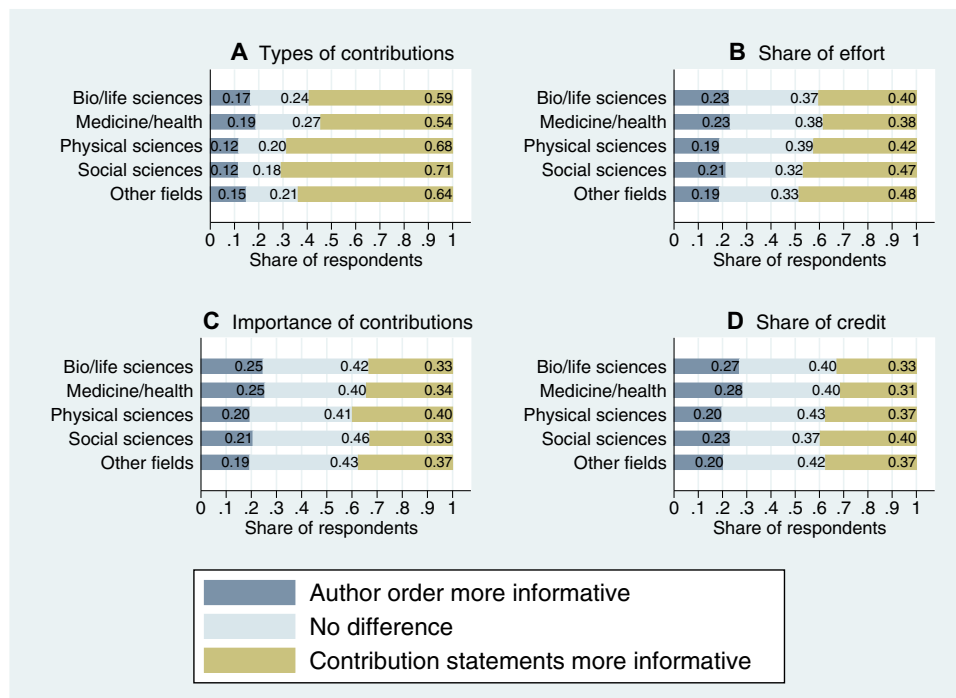 A Types of contributions
Bio/life sciences 0.17 0.24 0.59
Medicine/health 0.19 0.27 0.54
Physical sciences 0.12 0.20 0.68
Social sciences 0.12 0.18 0.71
Other fields 0.15 0.21 0.64
0 .1 .2 .3 .4 .5 .6 .7 .8 .9 1
Share of respondents
B Share of effort
Bio/life sciences 0.23 0.37 0.40
Medicine/health 0.23 0.38 0.38
Physical sciences 0.19 0.39 0.42
Social sciences 0.21 0.32 0.47
Other fields 0.19 0.33 0.48
0 .1 .2 .3 .4 .5 .6 .7 .8 .9 1
Share of respondents
C Importance of contributions
Bio/life sciences 0.25 0.42 0.33
Medicine/health 0.25 0.40 0.34
Physical sciences 0.20 0.41 0.40
Social sciences 0.21 0.46 0.33
Other fields 0.19 0.43 0.37
0 .1 .2 .3 .4 .5 .6 .7 .8 .9 1
Share of respondents
D Share of credit
Bio/life sciences 0.27 0.40 0.33
Medicine/health 0.28 0.40 0.31
Physical sciences 0.20 0.43 0.37
Social sciences 0.23 0.37 0.40
Other fields 0.20 0.42 0.37
0 .1 .2 .3 .4 .5 .6 .7 .8 .9 1
Share of respondents
Author order more informative
No difference
Contribution statements more informative